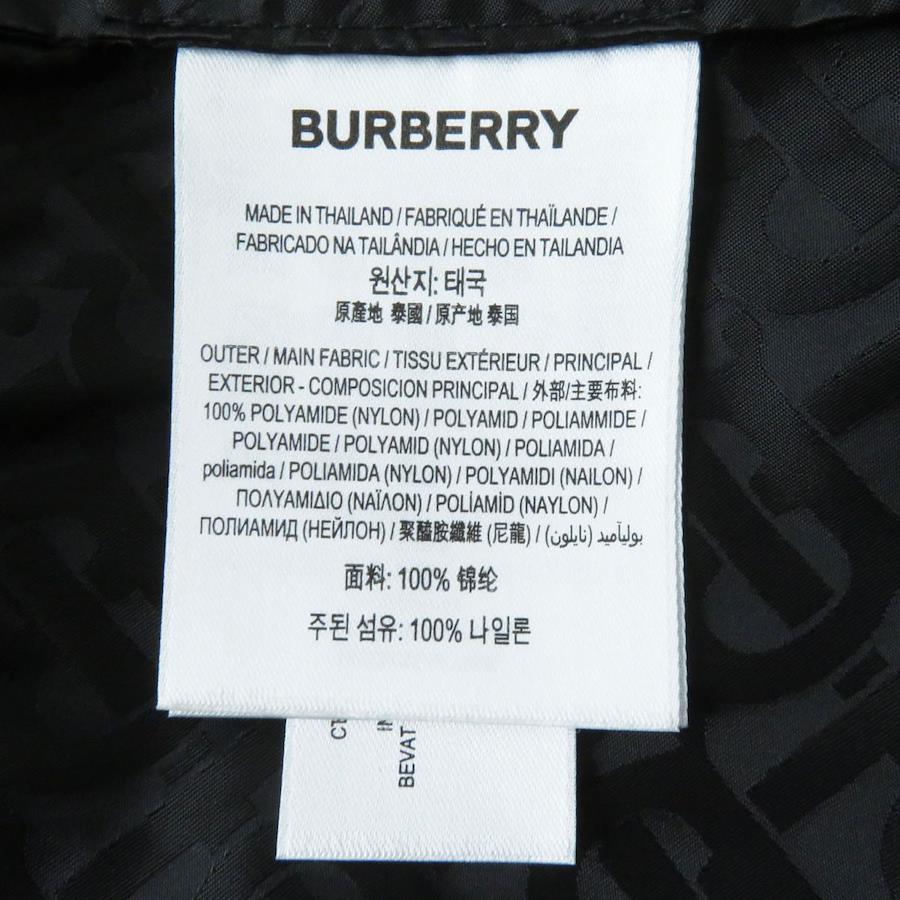 BURBERRY
MADE IN THAILAND / FABRIQUÉ EN THAÏLANDE /
FABRICADO NA TAILÂNDIA / HECHO EN TAILANDIA
원산지: 태국
原產地 泰國 / 原产地 泰国
OUTER / MAIN FABRIC / TISSU EXTÉRIEUR / PRINCIPAL /
EXTERIOR - COMPOSICION PRINCIPAL / 外部/主要布料:
100% POLYAMIDE (NYLON) / POLYAMID / POLIAMMIDE /
POLYAMIDE / POLYAMID (NYLON) / POLIAMIDA /
poliamida / POLIAMIDA (NYLON) / POLYAMIDI (NAILON) /
ΠΟΛΥΑΜΙΔΙΟ (ΝΑΪΛΟΝ) / POLİAMİD (NAYLON) /
ПОЛИАМИД (НЕЙЛОН) / 聚醯胺纖維 (尼龍) / بولياَميد (نايلون)
面料: 100% 锦纶
주된 섬유: 100% 나일론
BEVAT